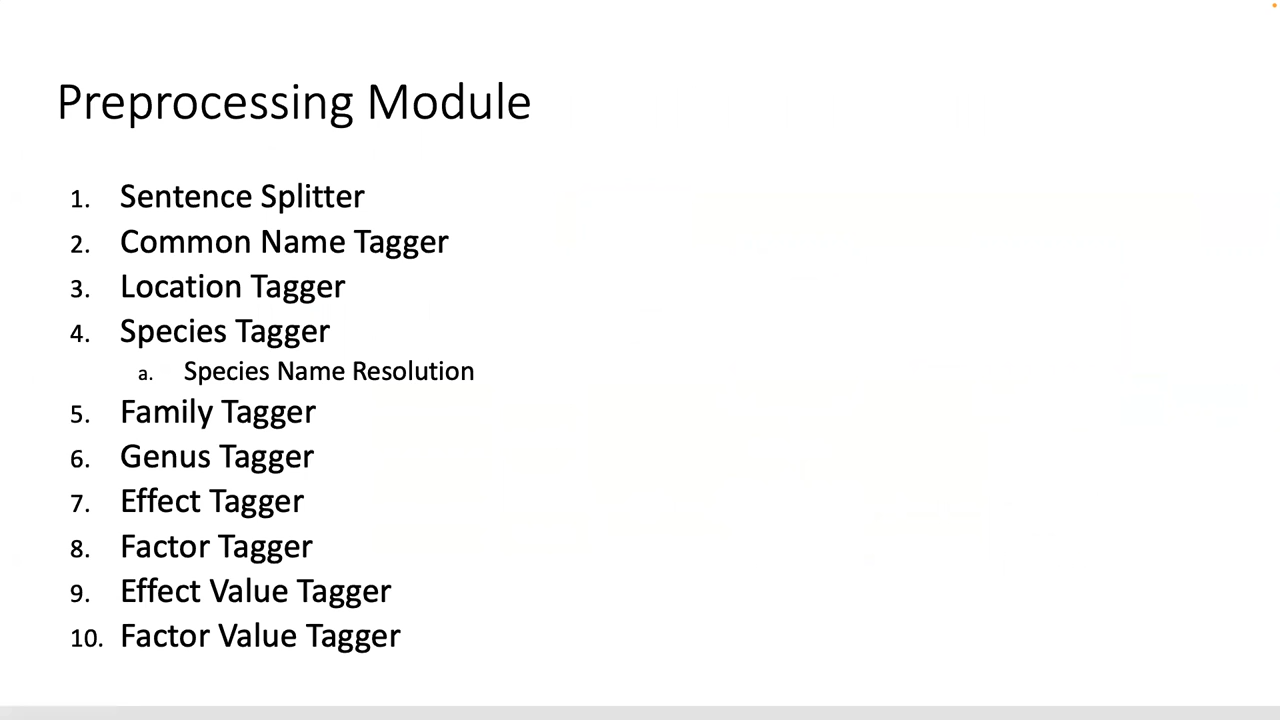 Preprocessing Module
1. Sentence Splitter
2. Common Name Tagger
3. Location Tagger
4. Species Tagger
a. Species Name Resolution
5. Family Tagger
6. Genus Tagger
7. Effect Tagger
8. Factor Tagger
9. Effect Value Tagger
10. Factor Value Tagger